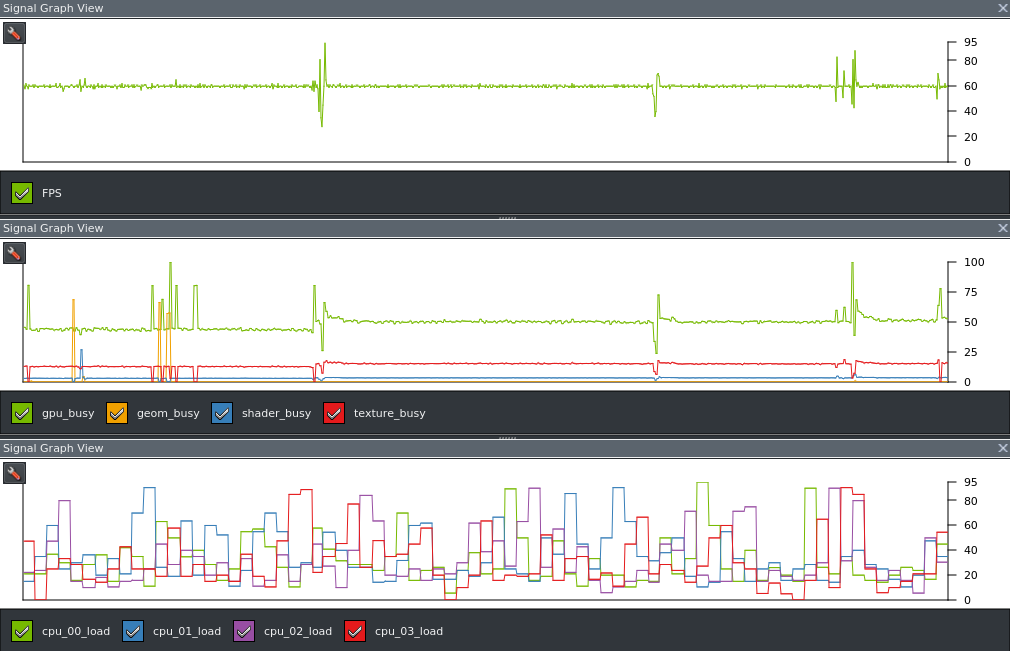 Signal Graph View
95
80
60
40
20
0
FPS
Signal Graph View
100
75
50
25
0
gpu_busy geom_busy shader_busy texture_busy
Signal Graph View
95
80
60
40
20
0
cpu_00_load cpu_01_load cpu_02_load cpu_03_load